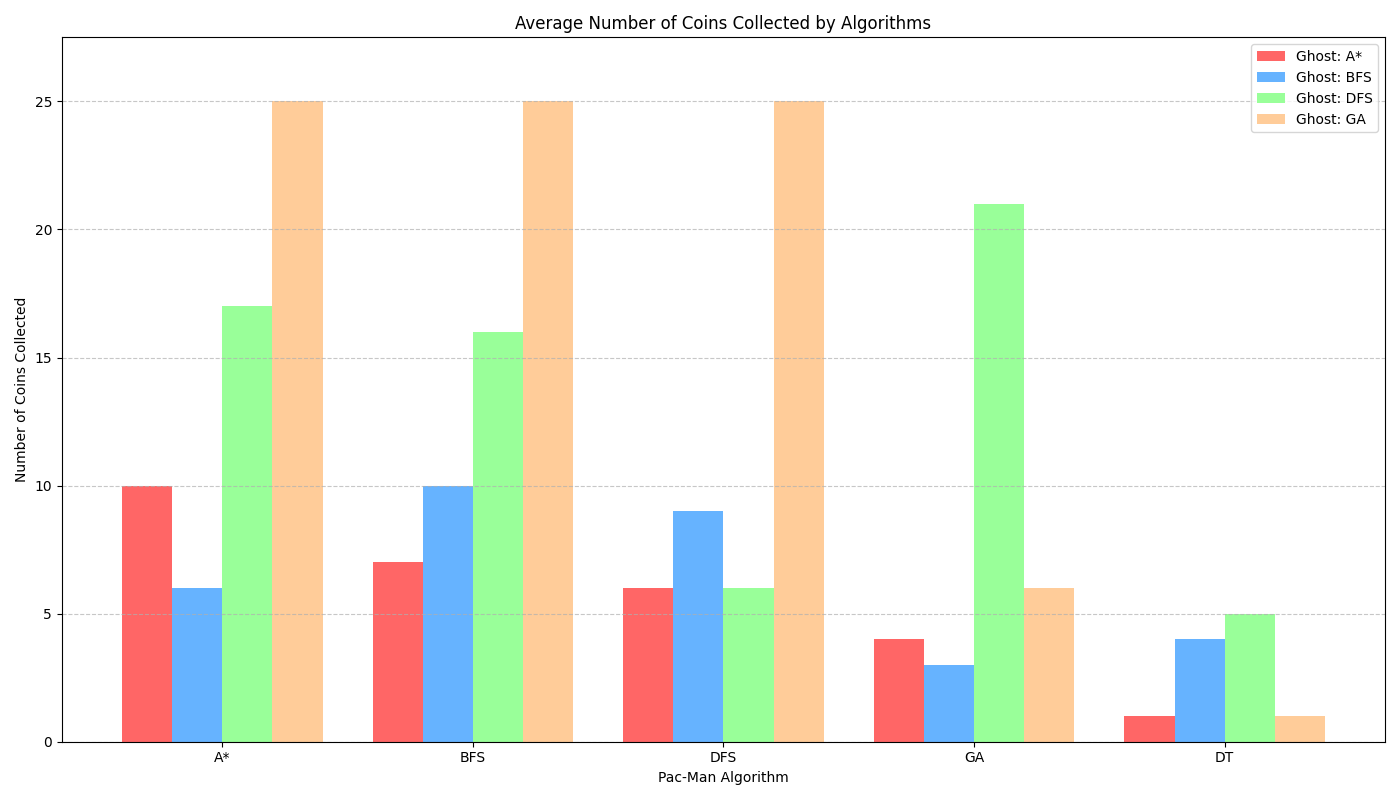 Average Number of Coins Collected by Algorithms
Ghost: A*
Ghost: BFS
Ghost: DFS
Ghost: GA
Number of Coins Collected
25
20
15
10
5
0
A*
BFS
DFS
GA
DT
Pac-Man Algorithm